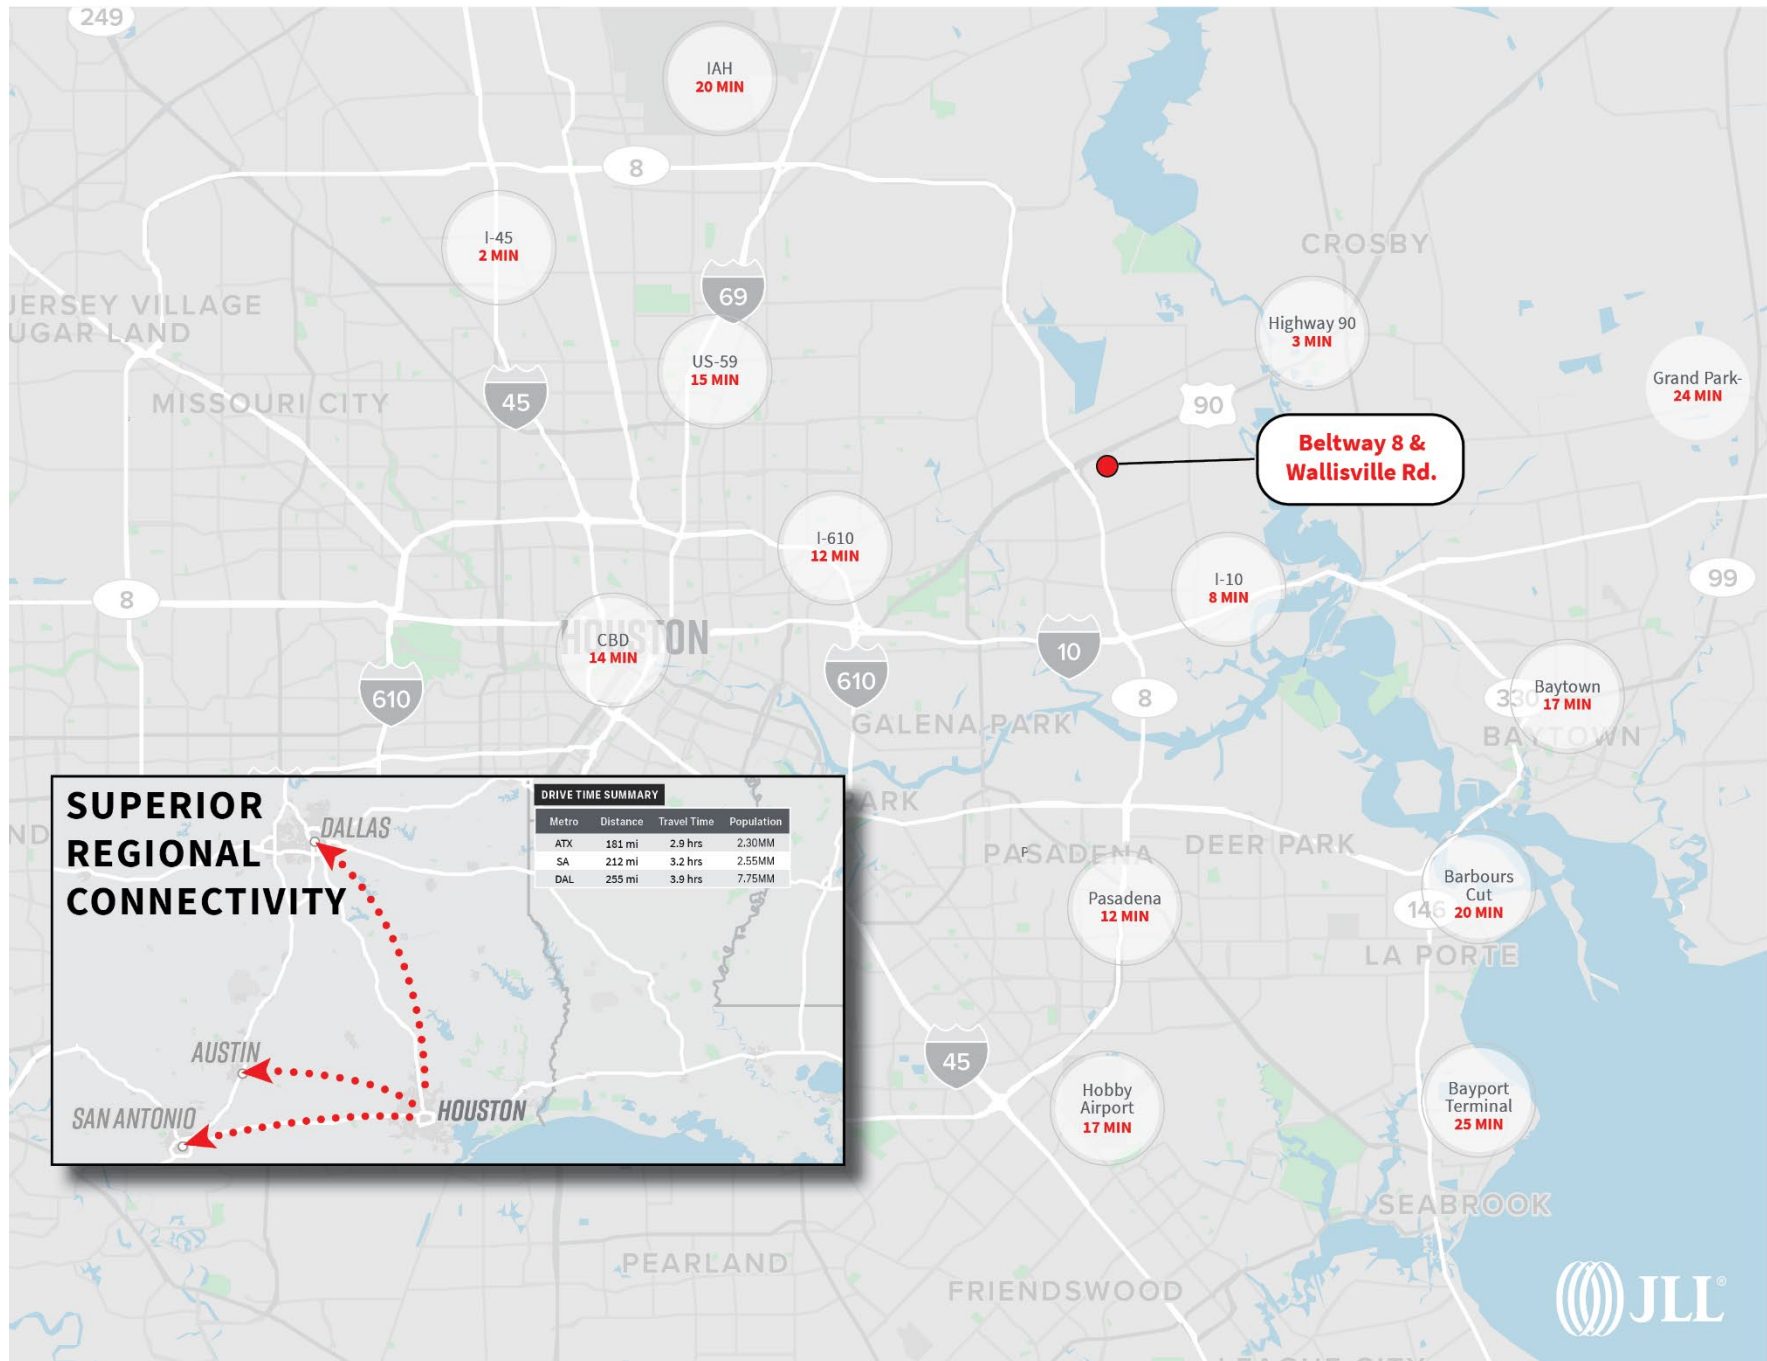 249
IAH
20 MIN
8
I-45
2 MIN
CROSBY
69
JERSEY VILLAGE
UGAR LAND
Highway 90
3 MIN
US-59
15 MIN
Grand Park-
24 MIN
45
MISSOURI CITY
90
Beltway 8 &
Wallisville Rd.
I-610
12 MIN
I-10
8 MIN
99
8
HOUSTON
CBD
14 MIN
10
610
610
8
GALENA PARK
330
Baytown
17 MIN
BAYTOWN
SUPERIOR
REGIONAL
CONNECTIVITY
DALLAS
DRIVE TIME SUMMARY
Metro Distance Travel Time Population
ATX 181 mi 2.9 hrs 2.30MM
SA 212 mi 3.2 hrs 2.55MM
DAL 255 mi 3.9 hrs 7.75MM
AUSTIN
SAN ANTONIO
HOUSTON
ND
ARK
PASADENA
P
DEER PARK
Pasadena
12 MIN
Barbours
Cut
20 MIN
146
LA PORTE
45
Hobby
Airport
17 MIN
Bayport
Terminal
25 MIN
SEABROOK
PEARLAND
FRIENDSWOOD
JLL®